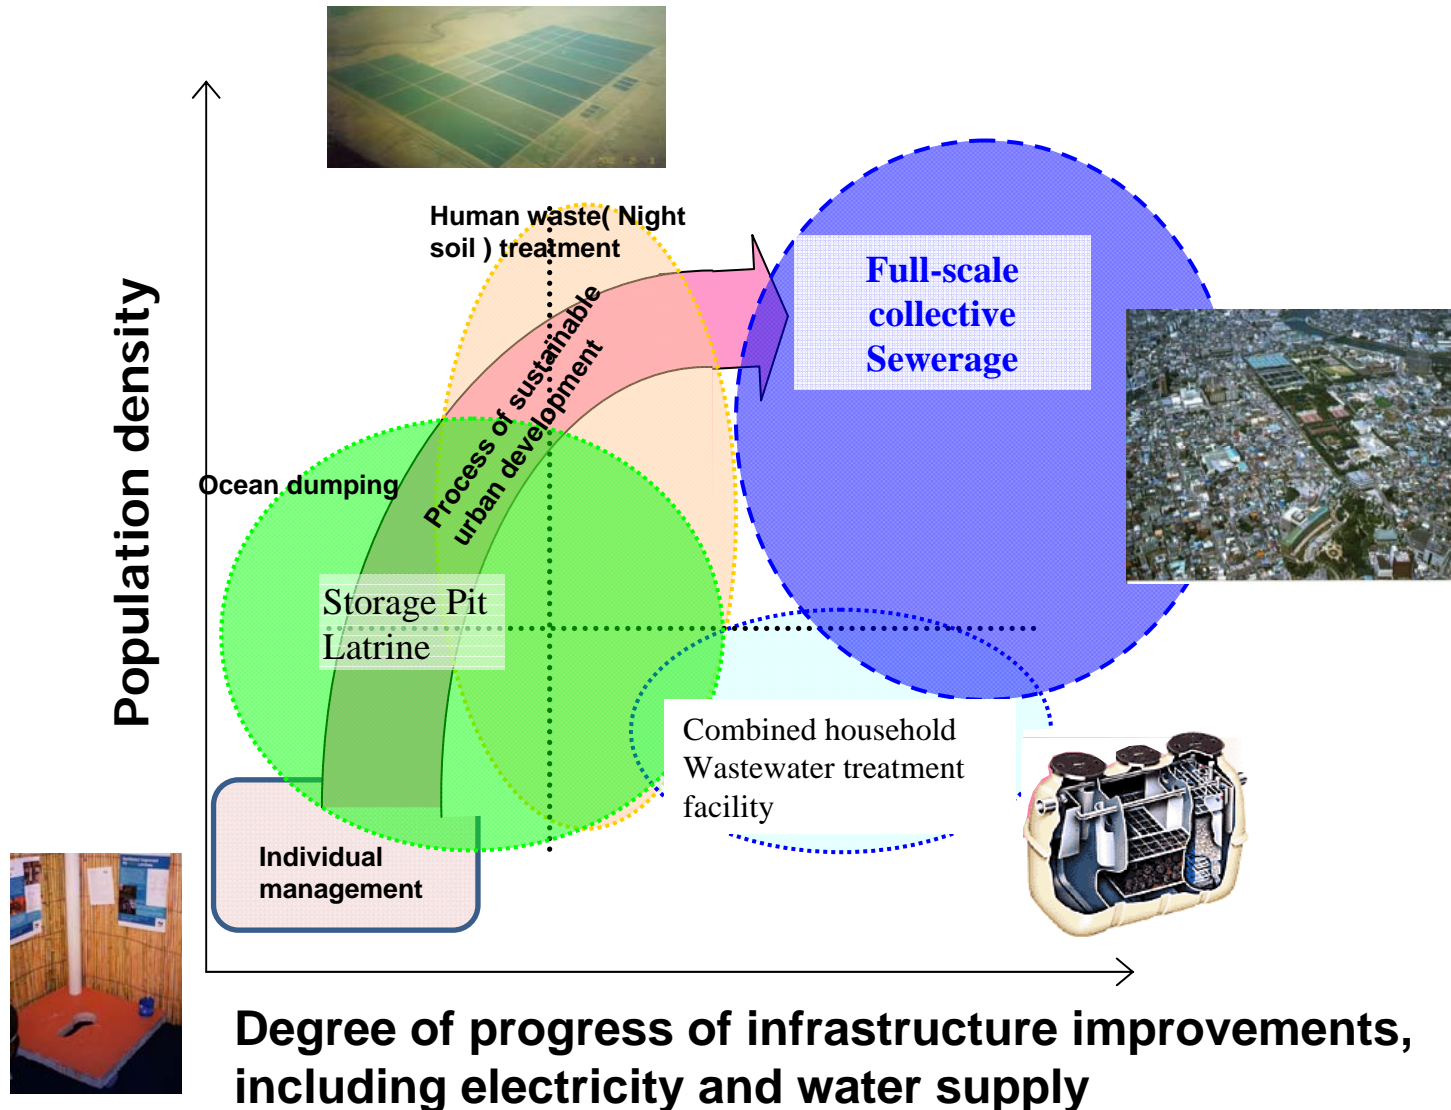 Human waste( Night
soil ) treatment
Full-scale
collective
Sewerage
Population density
Process of sustainable
urban development
Ocean dumping
Storage Pit
Latrine
Combined household
Wastewater treatment
facility
Individual
management
Degree of progress of infrastructure improvements,
including electricity and water supply